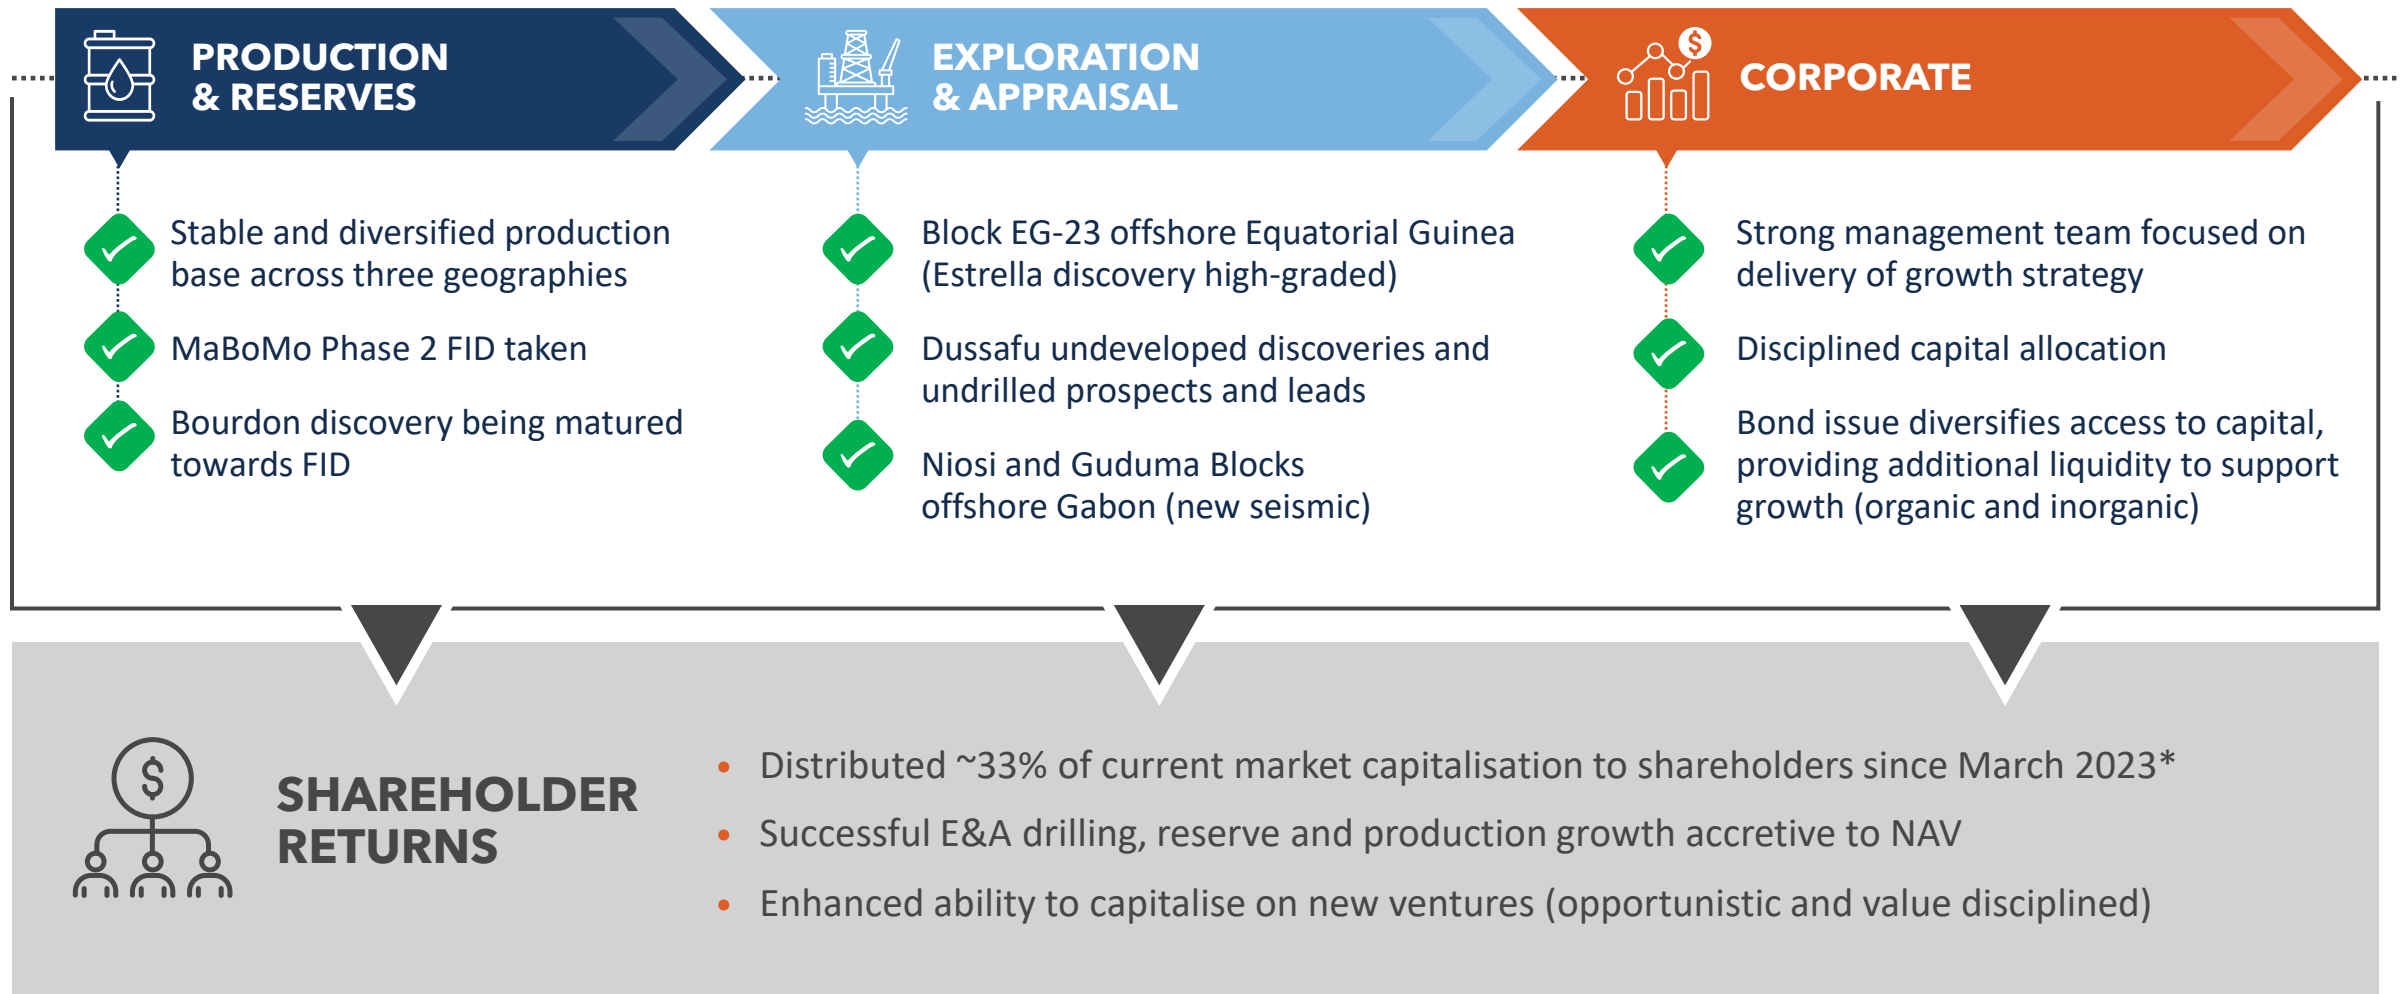 PRODUCTION
& RESERVES
Stable and diversified production
base across three geographies
MaBoMo Phase 2 FID taken
Bourdon discovery being matured
towards FID
EXPLORATION
& APPRAISAL
Block EG-23 offshore Equatorial Guinea
(Estrella discovery high-graded)
Dussafu undeveloped discoveries and
undrilled prospects and leads
Niosi and Guduma Blocks
offshore Gabon (new seismic)
$
CORPORATE
Strong management team focused on
delivery of growth strategy
Disciplined capital allocation
Bond issue diversifies access to capital,
providing additional liquidity to support
growth (organic and inorganic)
$
SHAREHOLDER
RETURNS
• Distributed ~33% of current market capitalisation to shareholders since March 2023*
• Successful E&A drilling, reserve and production growth accretive to NAV
• Enhanced ability to capitalise on new ventures (opportunistic and value disciplined)